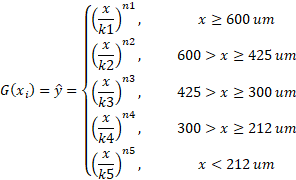 G(xᵢ) = ŷ =
(x/k1)ⁿ¹, x ≥ 600 um
(x/k2)ⁿ², 600 > x ≥ 425 um
(x/k3)ⁿ³, 425 > x ≥ 300 um
(x/k4)ⁿ⁴, 300 > x ≥ 212 um
(x/k5)ⁿ⁵, x < 212 um